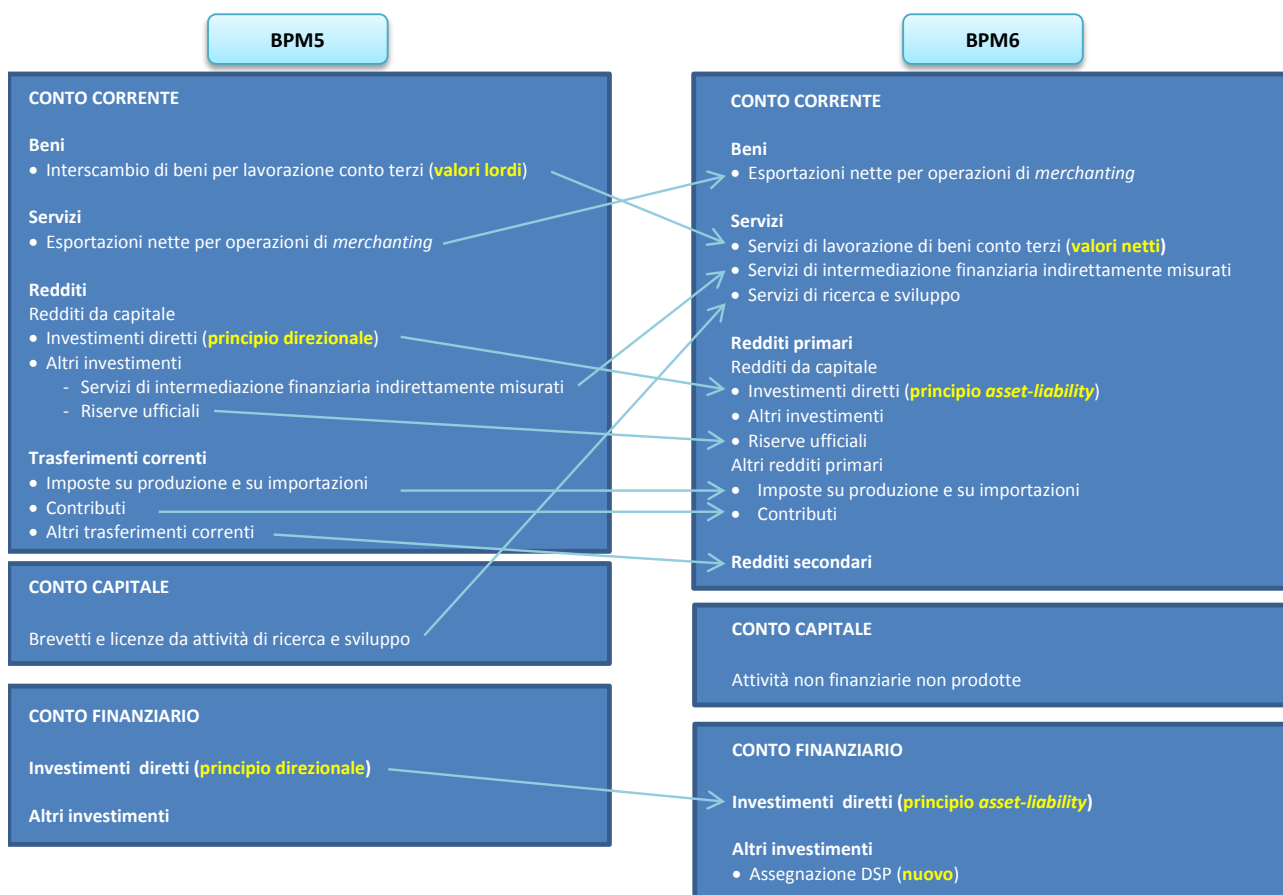 BPM5
CONTO CORRENTE
Beni
• Interscambio di beni per lavorazione conto terzi (valori lordi)
Servizi
• Esportazioni nette per operazioni di merchanting
Redditi
Redditi da capitale
• Investimenti diretti (principio direzionale)
• Altri investimenti
- Servizi di intermediazione finanziaria indirettamente misurati
- Riserve ufficiali
Trasferimenti correnti
• Imposte su produzione e su importazioni
• Contributi
• Altri trasferimenti correnti
CONTO CAPITALE
Brevetti e licenze da attività di ricerca e sviluppo
CONTO FINANZIARIO
Investimenti diretti (principio direzionale)
Altri investimenti
BPM6
CONTO CORRENTE
Beni
• Esportazioni nette per operazioni di merchanting
Servizi
• Servizi di lavorazione di beni conto terzi (valori netti)
• Servizi di intermediazione finanziaria indirettamente misurati
• Servizi di ricerca e sviluppo
Redditi primari
Redditi da capitale
• Investimenti diretti (principio asset-liability)
• Altri investimenti
• Riserve ufficiali
Altri redditi primari
• Imposte su produzione e su importazioni
• Contributi
Redditi secondari
CONTO CAPITALE
Attività non finanziarie non prodotte
CONTO FINANZIARIO
Investimenti diretti (principio asset-liability)
Altri investimenti
• Assegnazione DSP (nuovo)